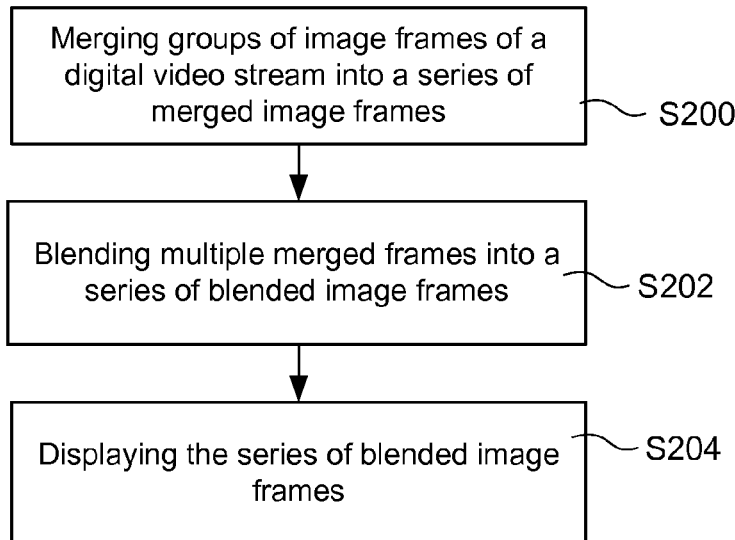 Merging groups of image frames of a
digital video stream into a series of
merged image frames
S200
Blending multiple merged frames into a
series of blended image frames
S202
Displaying the series of blended image
frames
S204